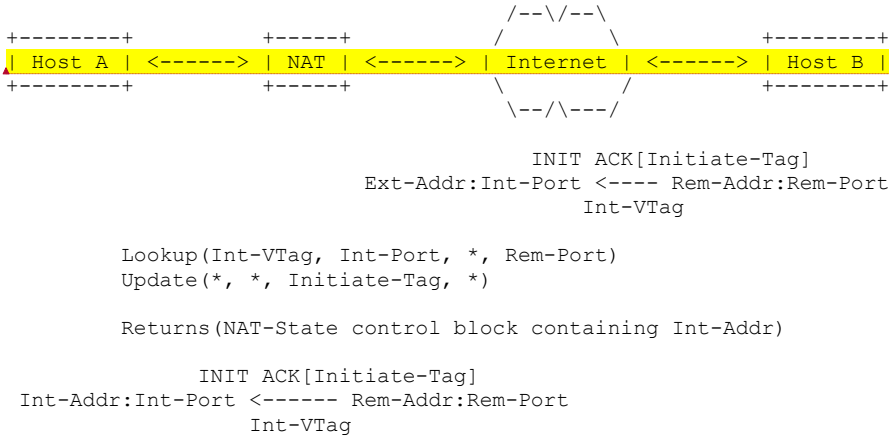 /--\/--\
+--------+ +-----+ / \ +--------+
| Host A | <------> | NAT | <------> | Internet | <------> | Host B |
+--------+ +-----+ \ / +--------+
\--/\---/
INIT ACK[Initiate-Tag]
Ext-Addr:Int-Port <---- Rem-Addr:Rem-Port
Int-VTag
Lookup(Int-VTag, Int-Port, *, Rem-Port)
Update(*, *, Initiate-Tag, *)
Returns(NAT-State control block containing Int-Addr)
INIT ACK[Initiate-Tag]
Int-Addr:Int-Port <------ Rem-Addr:Rem-Port
Int-VTag